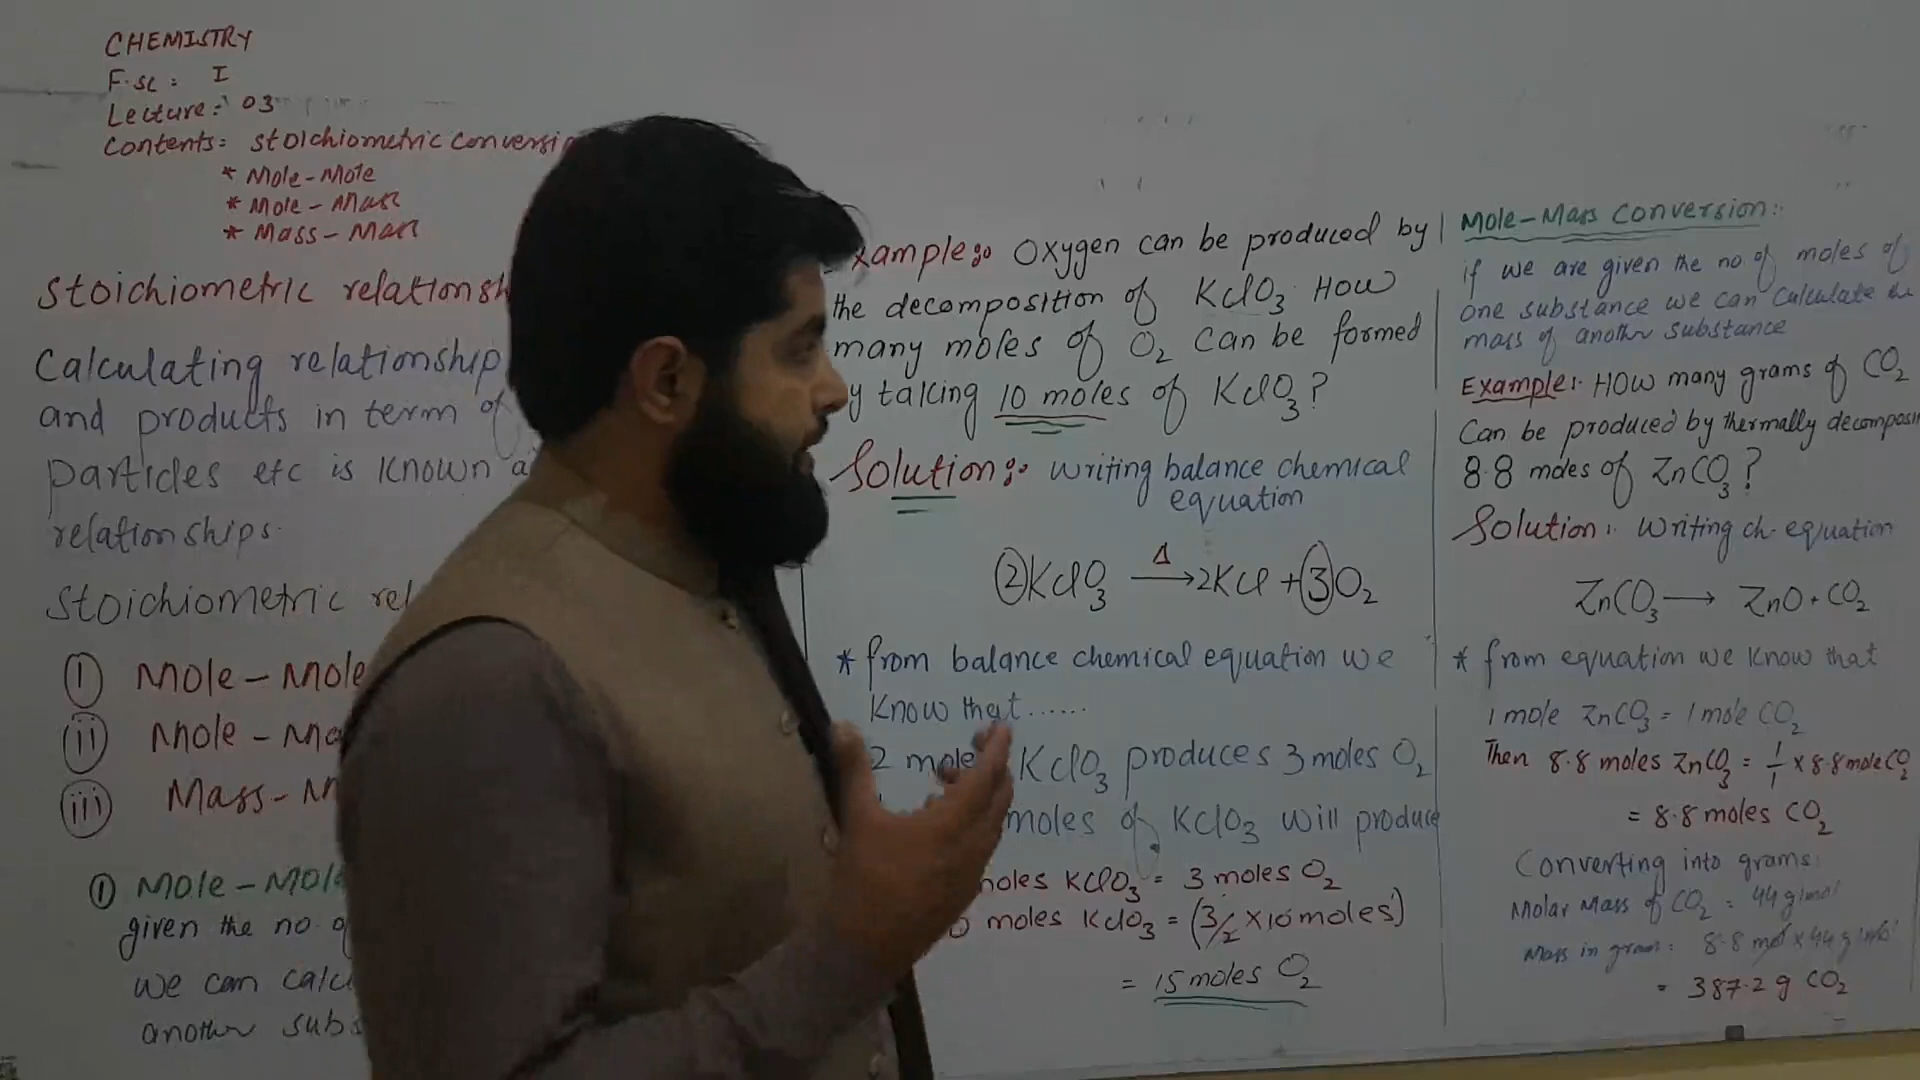 CHEMISTRY
F.Sc: I
Lecture: 03
Contents: Stoichiometric Conversi
* Mole-Mole
* Mole-Mass
* Mass-Mass
Stoichiometric relationsh
Calculating relationship
and products in term of
particles etc is known a
relationships.
Stoichiometric rel
(i) Mole-Mole
(ii) Mole-Ma
(iii) Mass-M
① Mole-Mole
given the no of
we can calc
another subs
xample:- Oxygen can be produced by
the decomposition of KClO3. How
many moles of O2 can be formed
y taking 10 moles of KClO3?
Solution:- writing balance chemical
equation
②KClO3 —Δ→ 2KCl + ③O2
* from balance chemical equation we
know that......
2 mole KClO3 produces 3 moles O2
moles of KClO3 will produce
moles KClO3 = 3 moles O2
moles KClO3 = (3/2 × 10 moles)
= 15 moles O2
Mole-Mass Conversion:-
if we are given the no of moles of
one substance we can calculate the
mass of another substance
Example:. HOW many grams of CO2
Can be produced by thermally decomposi
8.8 moles of ZnCO3?
Solution:. Writing ch. equation
ZnCO3 → ZnO + CO2
* from equation we know that
1 mole ZnCO3 = 1 mole CO2
Then 8.8 moles ZnCO3 = 1/1 × 8.8 mole CO2
= 8.8 moles CO2
Converting into grams:
Molar Mass of CO2 = 44 g/mol
Mass in gram: 8.8 mol × 44 g/mol
= 387.2 g CO2